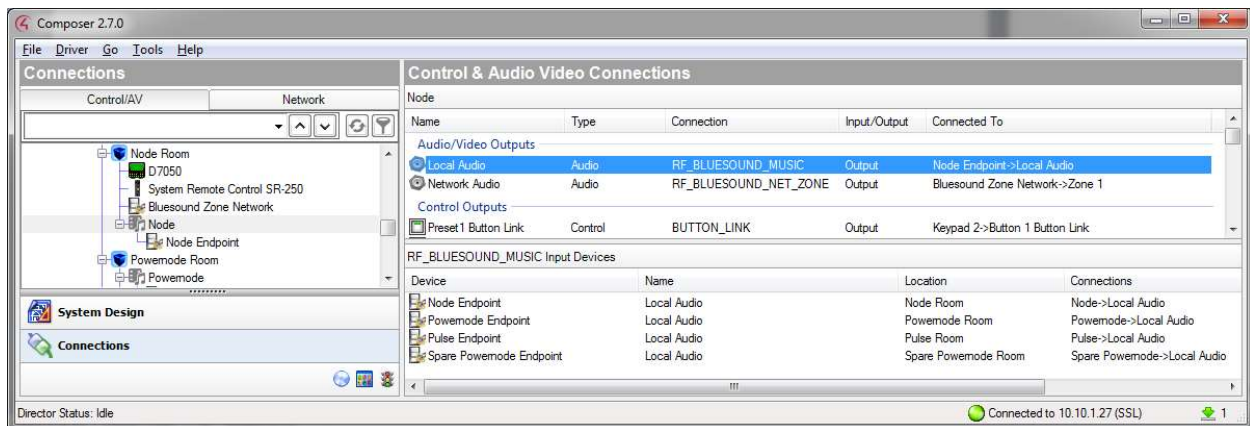 Composer 2.7.0
File Driver Go Tools Help
Connections
Control/AV Network
Node Room
D7050
System Remote Control SR-250
Bluesound Zone Network
Node
Node Endpoint
Powernode Room
Powernode
System Design
Connections
Control & Audio Video Connections
Node
Name Type Connection Input/Output Connected To
Audio/Video Outputs
Local Audio Audio RF_BLUESOUND_MUSIC Output Node Endpoint->Local Audio
Network Audio Audio RF_BLUESOUND_NET_ZONE Output Bluesound Zone Network->Zone 1
Control Outputs
Preset1 Button Link Control BUTTON_LINK Output Keypad 2->Button 1 Button Link
RF_BLUESOUND_MUSIC Input Devices
Device Name Location Connections
Node Endpoint Local Audio Node Room Node->Local Audio
Powernode Endpoint Local Audio Powernode Room Powernode->Local Audio
Pulse Endpoint Local Audio Pulse Room Pulse->Local Audio
Spare Powernode Endpoint Local Audio Spare Powernode Room Spare Powernode->Local Audio
Director Status: Idle Connected to 10.10.1.27 (SSL) 1